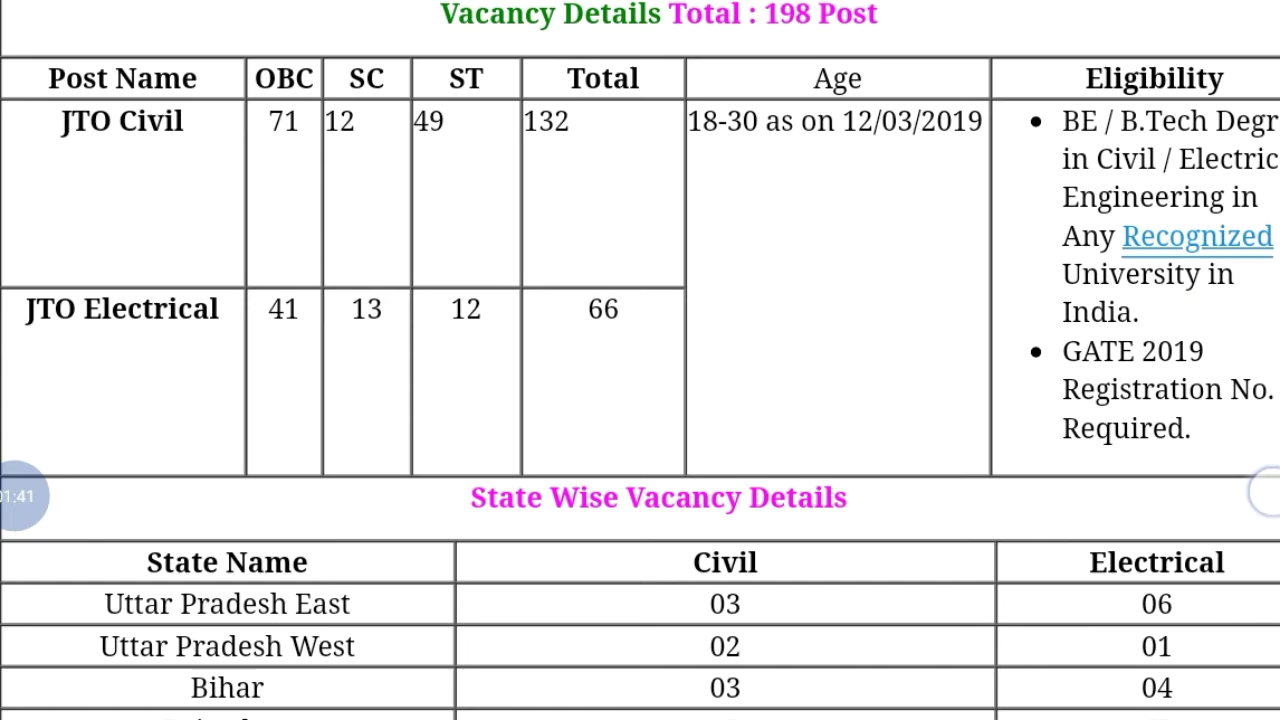 Vacancy Details Total : 198 Post
Post Name OBC SC ST Total Age Eligibility
JTO Civil 71 12 49 132 18-30 as on 12/03/2019
BE / B.Tech Degr
in Civil / Electric
Engineering in
Any Recognized
University in
India.
JTO Electrical 41 13 12 66
GATE 2019
Registration No.
Required.
01:41
State Wise Vacancy Details
State Name Civil Electrical
Uttar Pradesh East 03 06
Uttar Pradesh West 02 01
Bihar 03 04